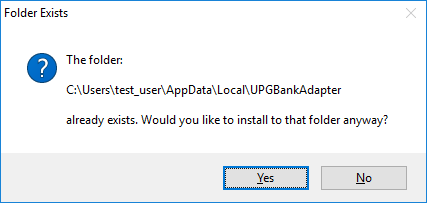 Folder Exists
The folder:
C:\Users\test_user\AppData\Local\UPGBankAdapter
already exists. Would you like to install to that folder anyway?
Yes No